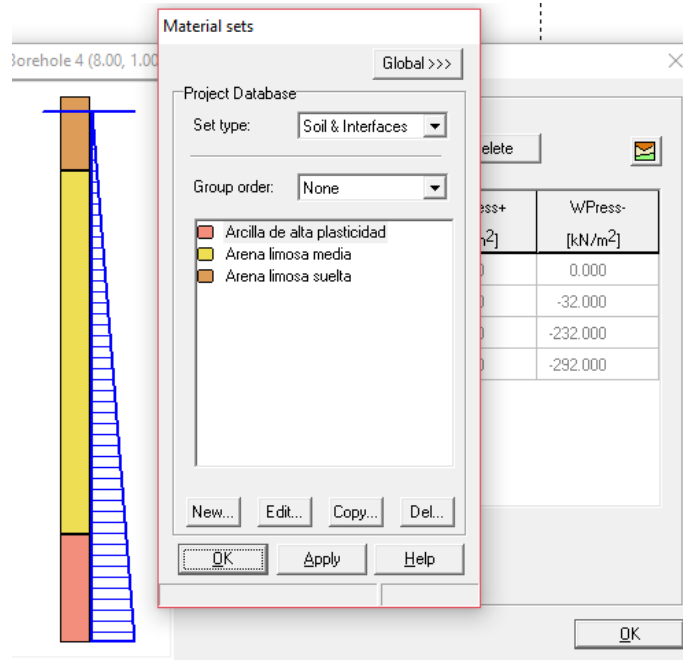 Material sets
Borehole 4 (8.00, 1.00
Global >>>
Project Database
Set type: Soil & Interfaces
elete
Group order: None
ess+ WPress-
[kN/m²]
Arcilla de alta plasticidad
Arena limosa media
Arena limosa suelta
0.000
-32.000
-232.000
-292.000
New... Edit... Copy... Del...
OK Apply Help
OK